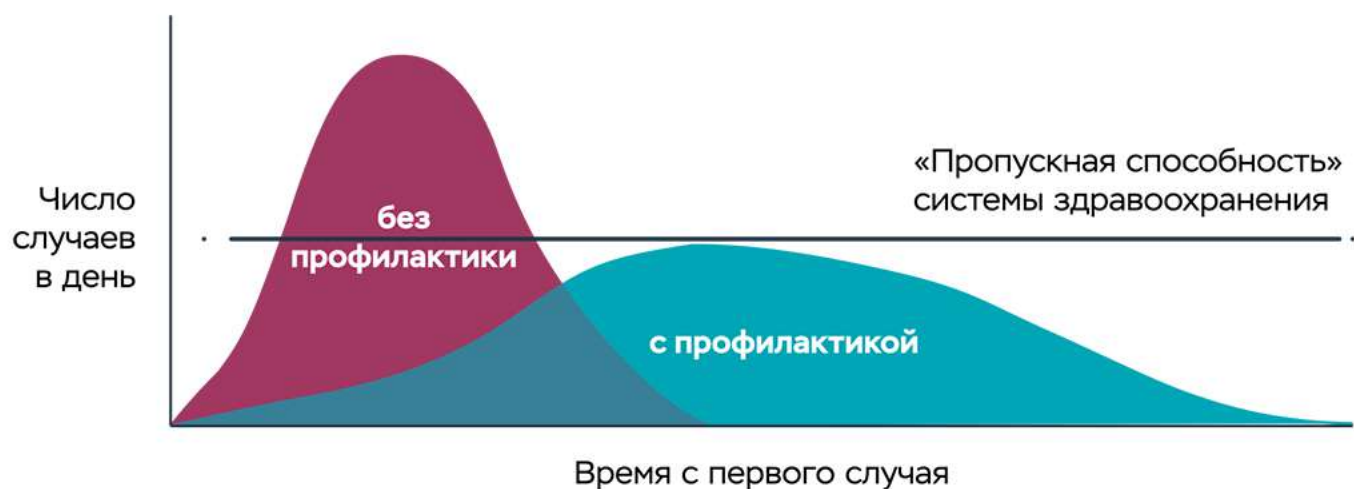 «Пропускная способность»
системы здравоохранения
Число
случаев
в день
без
профилактики
с профилактикой
Время с первого случая